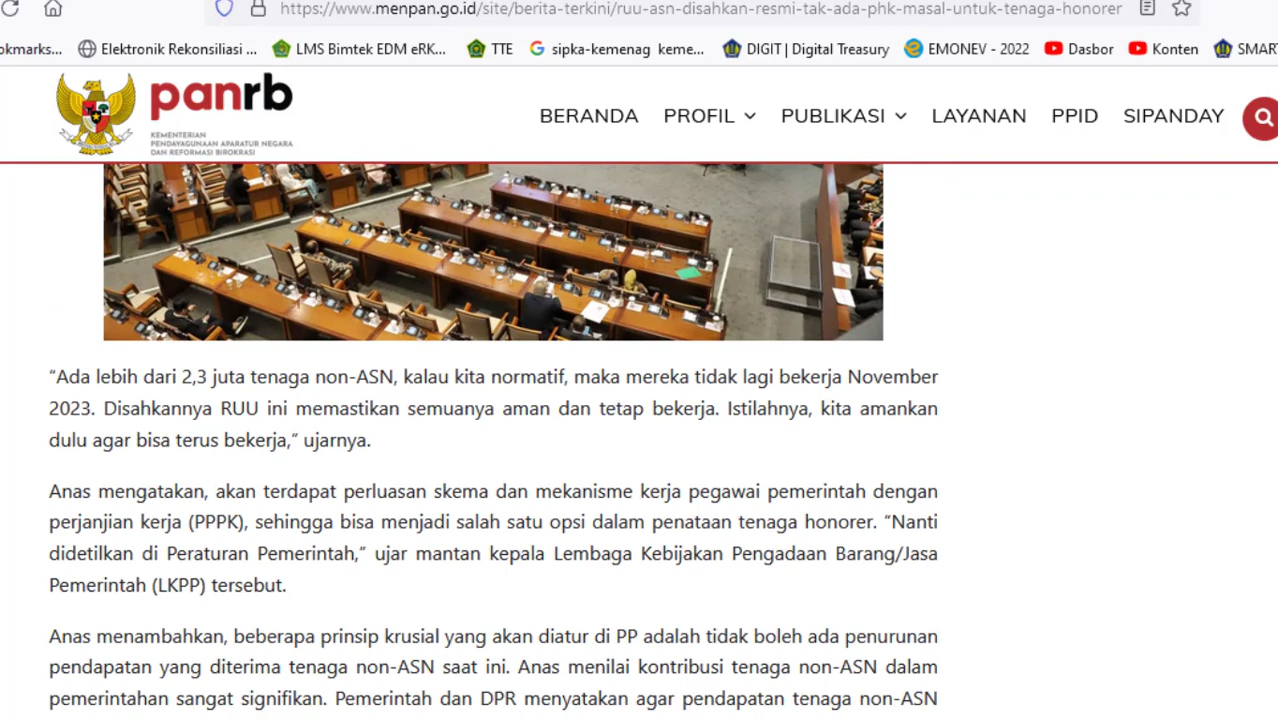 https://www.menpan.go.id/site/berita-terkini/ruu-asn-disahkan-resmi-tak-ada-phk-masal-untuk-tenaga-honorer
okmarks... Elektronik Rekonsiliasi ... LMS Bimtek EDM eRK... TTE sipka-kemenag keme... DIGIT | Digital Treasury EMONEV - 2022 Dasbor Konten SMART
panrb
KEMENTERIAN
PENDAYAGUNAAN APARATUR NEGARA
DAN REFORMASI BIROKRASI
BERANDA PROFIL PUBLIKASI LAYANAN PPID SIPANDAY
“Ada lebih dari 2,3 juta tenaga non-ASN, kalau kita normatif, maka mereka tidak lagi bekerja November
2023. Disahkannya RUU ini memastikan semuanya aman dan tetap bekerja. Istilahnya, kita amankan
dulu agar bisa terus bekerja,” ujarnya.
Anas mengatakan, akan terdapat perluasan skema dan mekanisme kerja pegawai pemerintah dengan
perjanjian kerja (PPPK), sehingga bisa menjadi salah satu opsi dalam penataan tenaga honorer. “Nanti
didetilkan di Peraturan Pemerintah,” ujar mantan kepala Lembaga Kebijakan Pengadaan Barang/Jasa
Pemerintah (LKPP) tersebut.
Anas menambahkan, beberapa prinsip krusial yang akan diatur di PP adalah tidak boleh ada penurunan
pendapatan yang diterima tenaga non-ASN saat ini. Anas menilai kontribusi tenaga non-ASN dalam
pemerintahan sangat signifikan. Pemerintah dan DPR menyatakan agar pendapatan tenaga non-ASN